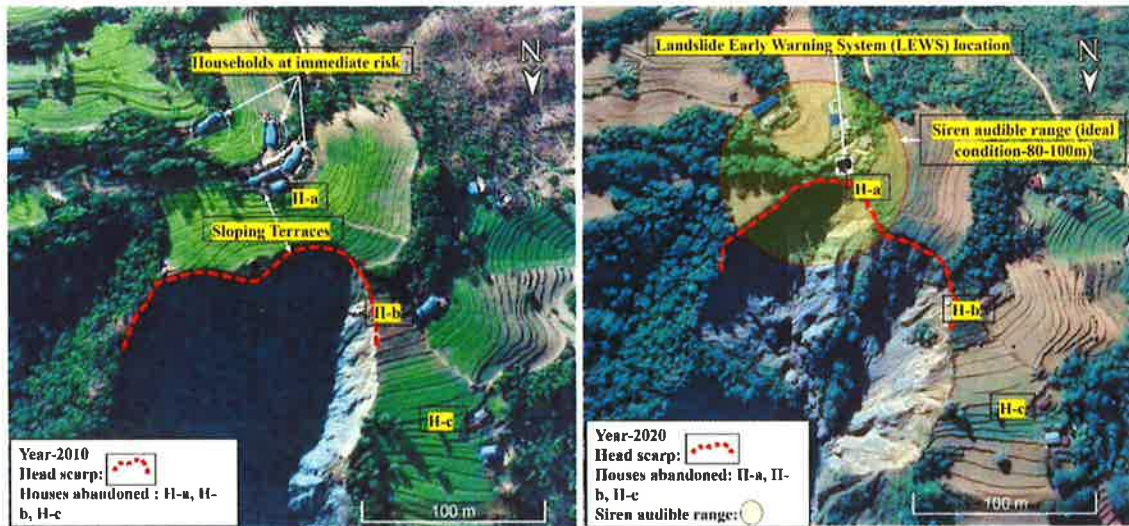 Households at immediate risk
N
H-a
Sloping Terraces
H-b
H-c
Year-2010
Head scarp:
Houses abandoned : H-a, H-
b, H-c
100 m
Landslide Early Warning System (LEWS) location
N
Siren audible range (ideal
condition-80-100m)
H-a
H-b
H-c
Year-2020
Head scarp:
Houses abandoned: H-a, H-
b, H-c
Siren audible range:
100 m